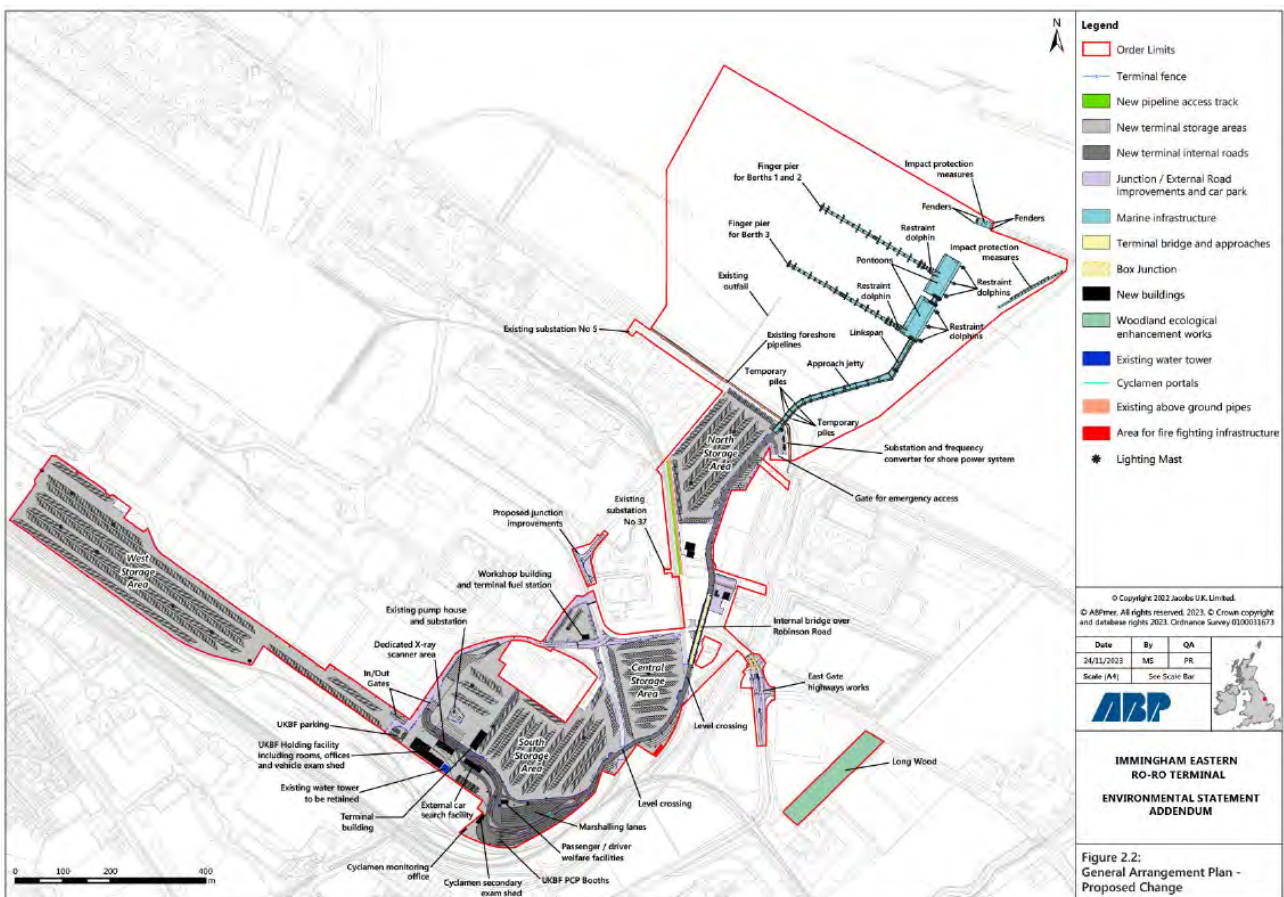 N
Finger pier
for Berths 1 and 2
Impact protection
measures
Fenders
Fenders
Finger pier
for Berth 3
Restraint
dolphin
Impact protection
measures
Pontoons
Existing
outfall
Restraint
dolphin
Restraint
dolphins
Existing substation No 5
Existing foreshore
pipelines
Linkspan
Restraint
dolphins
Approach jetty
Temporary
piles
Temporary
piles
North
Storage
Area
Substation and frequency
converter for shore power system
Gate for emergency access
Existing
substation
No 37
Proposed junction
improvements
West
Storage
Area
Workshop building
and terminal fuel station
Existing pump house
and substation
Internal bridge over
Robinson Road
Dedicated X-ray
scanner area
In/Out
Gates
Central
Storage
Area
East Gate
highways works
UKBF parking
Level crossing
UKBF Holding facility
including rooms, offices
and vehicle exam shed
South
Storage
Area
Long Wood
Existing water tower
to be retained
External car
search facility
Level crossing
Terminal
building
Marshalling lanes
Passenger / driver
welfare facilities
Cyclamen monitoring
office
UKBF PCP Booths
Cyclamen secondary
exam shed
0 100 200 400
m
Legend
Order Limits
Terminal fence
New pipeline access track
New terminal storage areas
New terminal internal roads
Junction / External Road
improvements and car park
Marine infrastructure
Terminal bridge and approaches
Box Junction
New buildings
Woodland ecological
enhancement works
Existing water tower
Cyclamen portals
Existing above ground pipes
Area for fire fighting infrastructure
Lighting Mast
© Copyright 2022 Jacobs U.K. Limited.
© ABPmer. All rights reserved. 2023. © Crown copyright
and database rights 2023. Ordnance Survey 0100031673
Date By QA
24/11/2023 MS PR
Scale (A4) See Scale Bar
ABP
IMMINGHAM EASTERN
RO-RO TERMINAL
ENVIRONMENTAL STATEMENT
ADDENDUM
Figure 2.2:
General Arrangement Plan -
Proposed Change